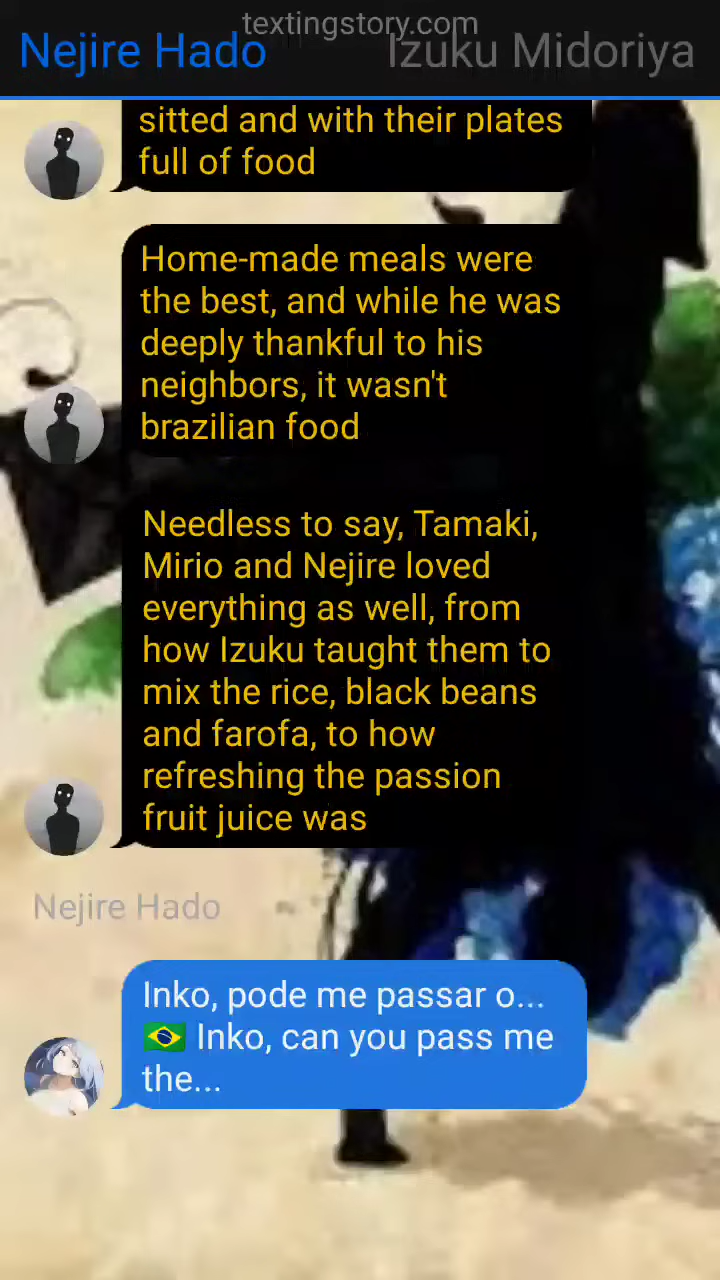 textingstory.com
Nejire Hado
Izuku Midoriya
sitted and with their plates
full of food
Home-made meals were
the best, and while he was
deeply thankful to his
neighbors, it wasn't
brazilian food
Needless to say, Tamaki,
Mirio and Nejire loved
everything as well, from
how Izuku taught them to
mix the rice, black beans
and farofa, to how
refreshing the passion
fruit juice was
Nejire Hado
Inko, pode me passar o...
🇧🇷 Inko, can you pass me
the...